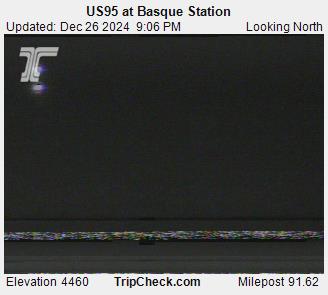 US95 at Basque Station
Updated: Dec 26 2024 9:06 PM Looking North
Elevation 4460 TripCheck.com Milepost 91.62